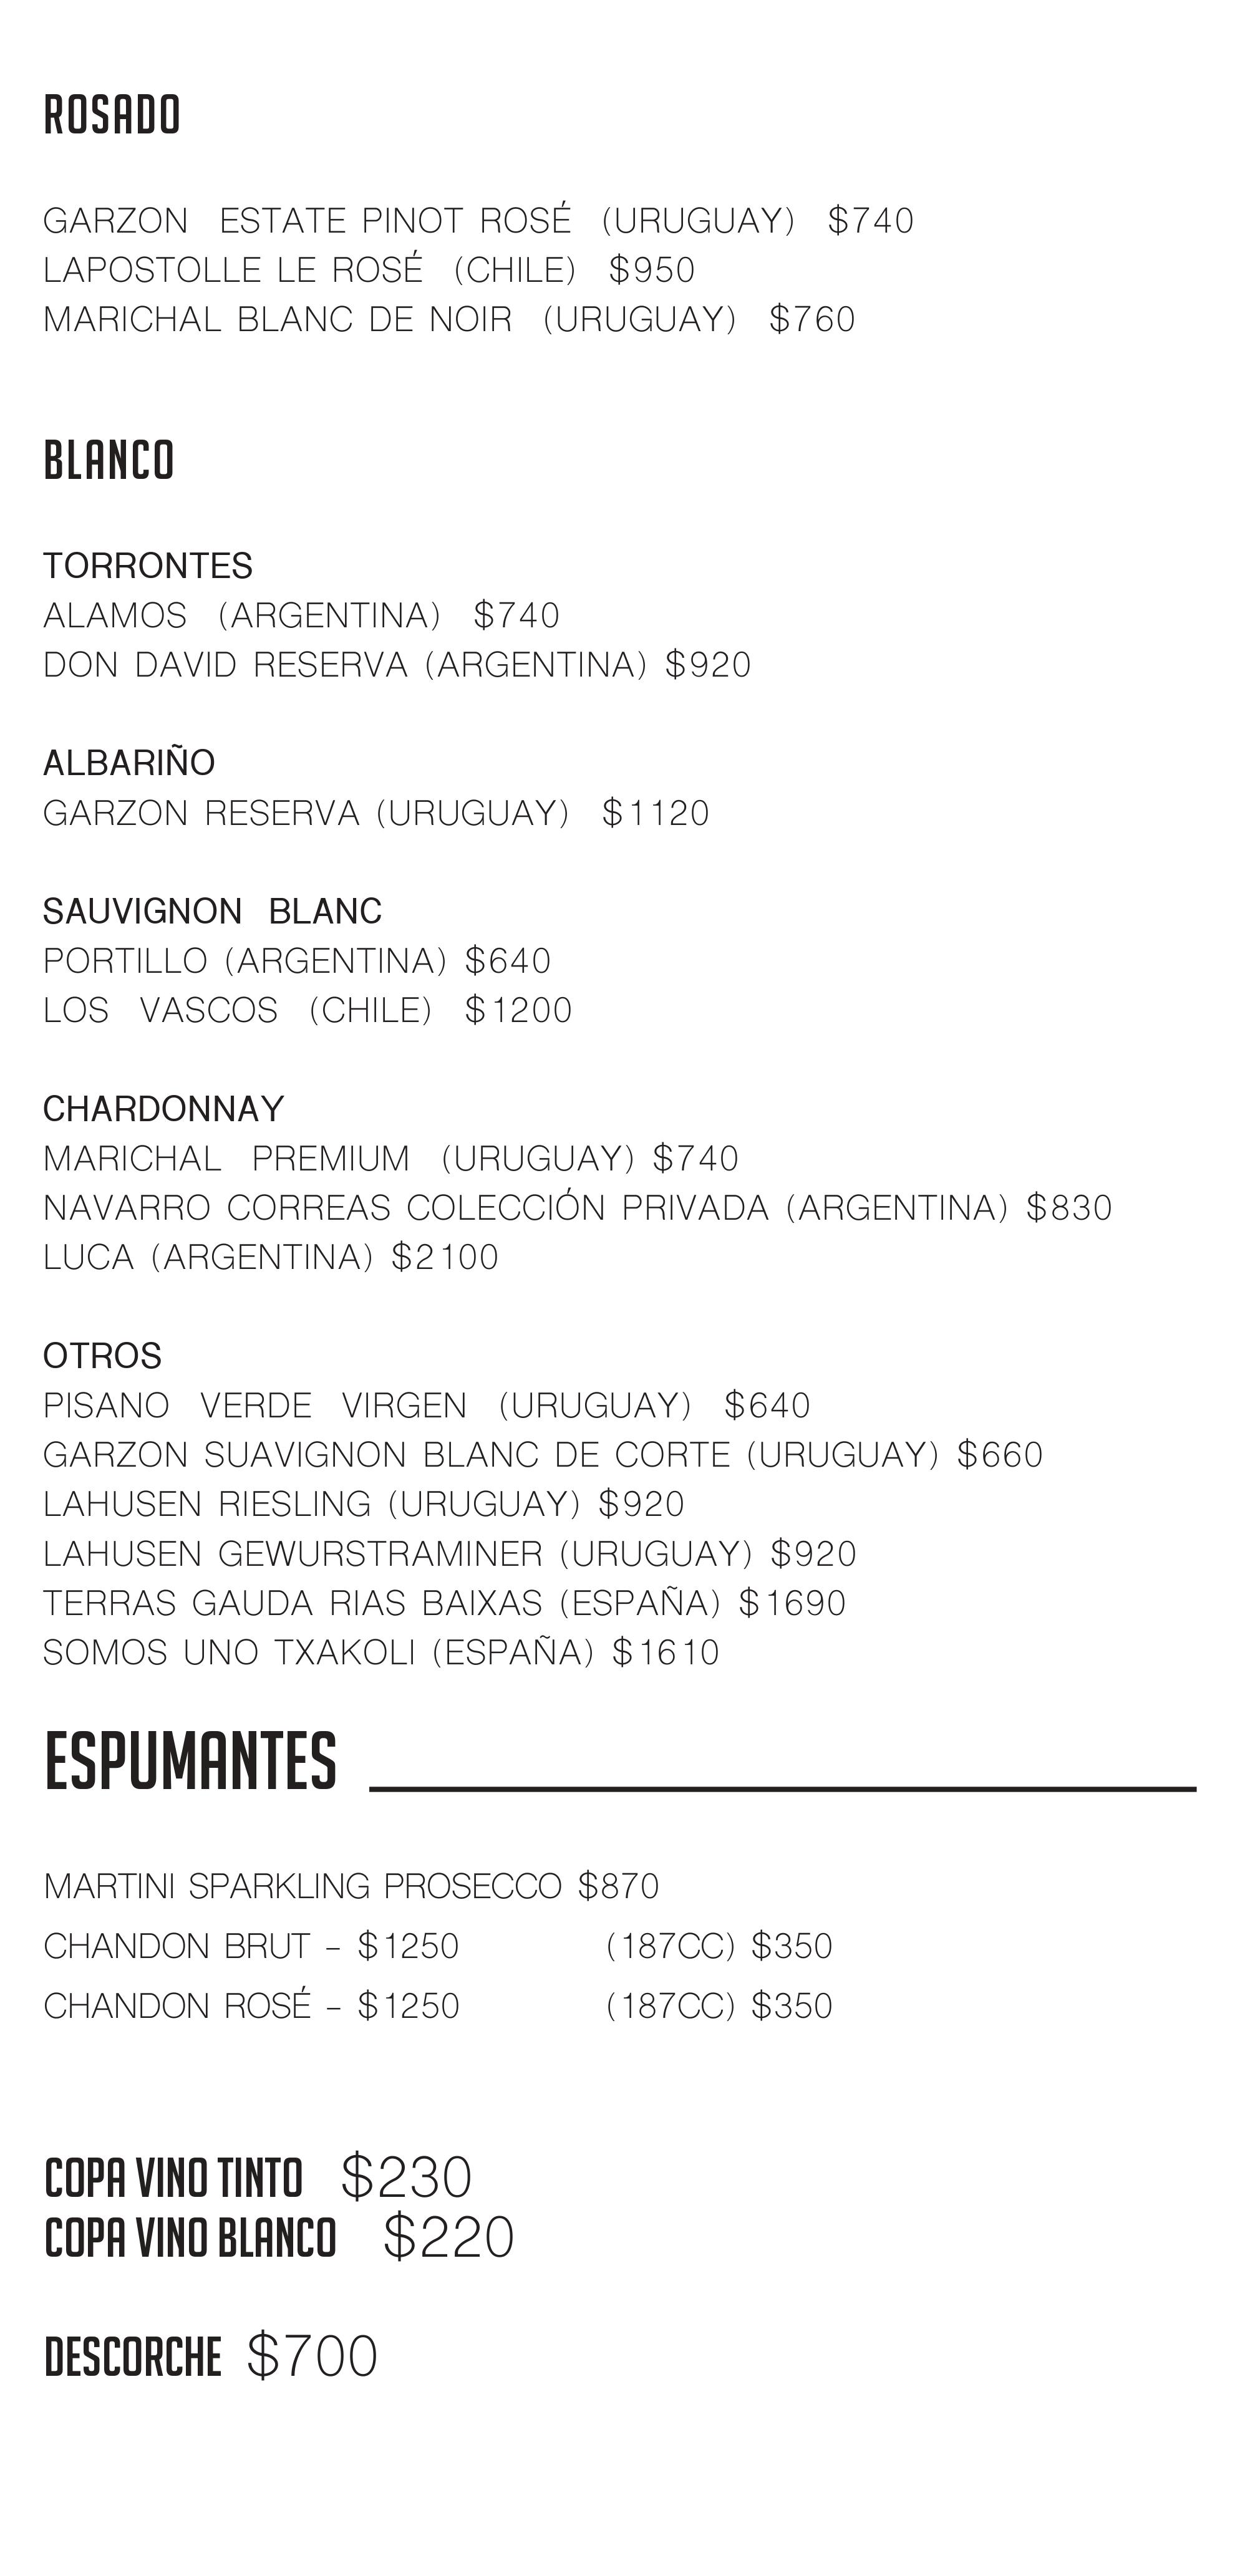 ROSADO
GARZON ESTATE PINOT ROSÉ (URUGUAY) $740
LAPOSTOLLE LE ROSÉ (CHILE) $950
MARICHAL BLANC DE NOIR (URUGUAY) $760
BLANCO
TORRONTES
ALAMOS (ARGENTINA) $740
DON DAVID RESERVA (ARGENTINA) $920
ALBARIÑO
GARZON RESERVA (URUGUAY) $1120
SAUVIGNON BLANC
PORTILLO (ARGENTINA) $640
LOS VASCOS (CHILE) $1200
CHARDONNAY
MARICHAL PREMIUM (URUGUAY) $740
NAVARRO CORREAS COLECCIÓN PRIVADA (ARGENTINA) $830
LUCA (ARGENTINA) $2100
OTROS
PISANO VERDE VIRGEN (URUGUAY) $640
GARZON SUAVIGNON BLANC DE CORTE (URUGUAY) $660
LAHUSEN RIESLING (URUGUAY) $920
LAHUSEN GEWURSTRAMINER (URUGUAY) $920
TERRAS GAUDA RIAS BAIXAS (ESPAÑA) $1690
SOMOS UNO TXAKOLI (ESPAÑA) $1610
ESPUMANTES
MARTINI SPARKLING PROSECCO $870
CHANDON BRUT – $1250 (187CC) $350
CHANDON ROSÉ – $1250 (187CC) $350
COPA VINO TINTO $230
COPA VINO BLANCO $220
DESCORCHE $700